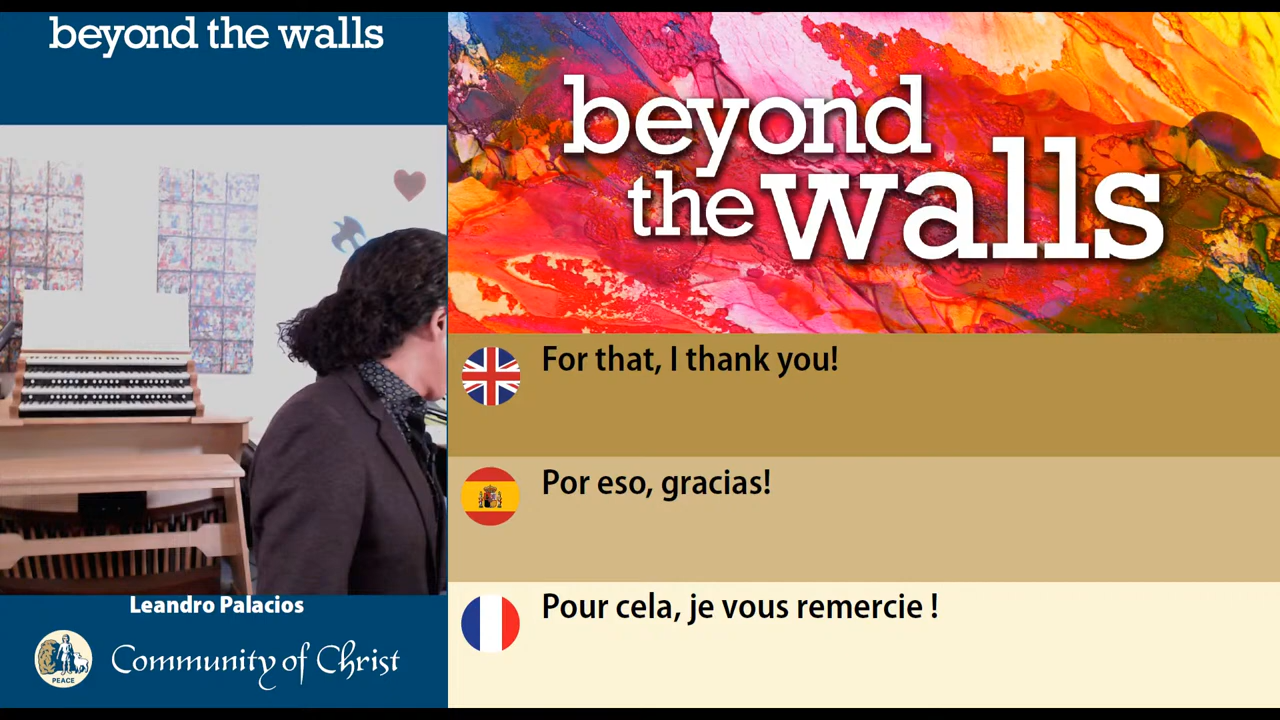 beyond the walls
Leandro Palacios
PEACE
Community of Christ
beyond
the walls
For that, I thank you!
Por eso, gracias!
Pour cela, je vous remercie !